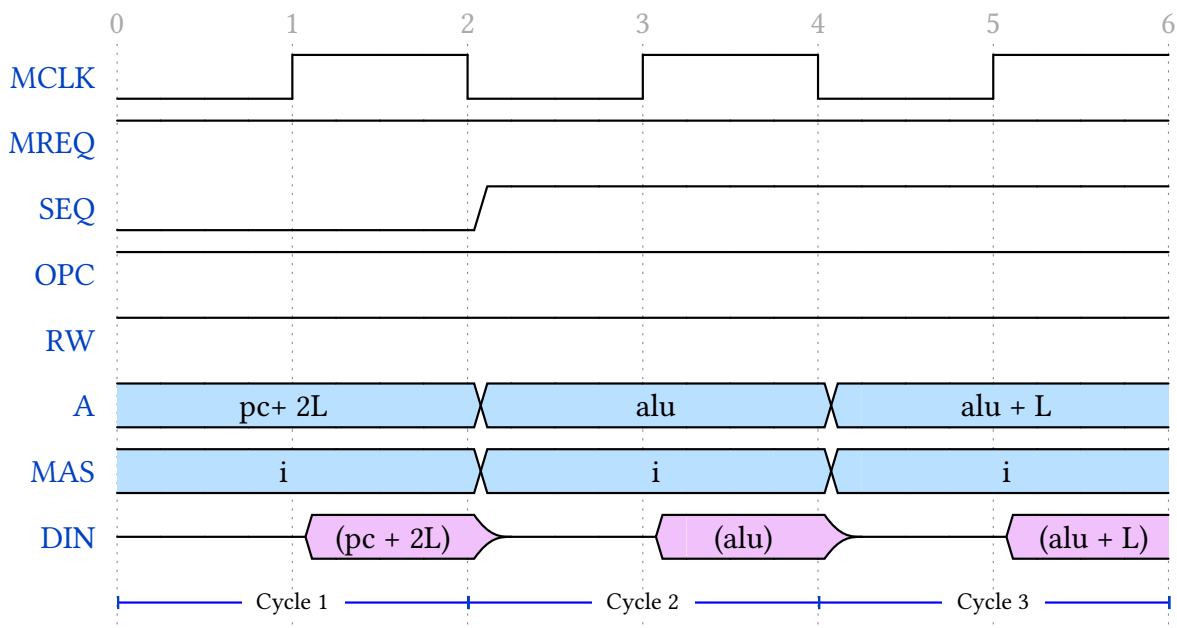 0 1 2 3 4 5 6
MCLK
MREQ
SEQ
OPC
RW
A pc+ 2L alu alu + L
MAS i i i
DIN (pc + 2L) (alu) (alu + L)
Cycle 1 Cycle 2 Cycle 3